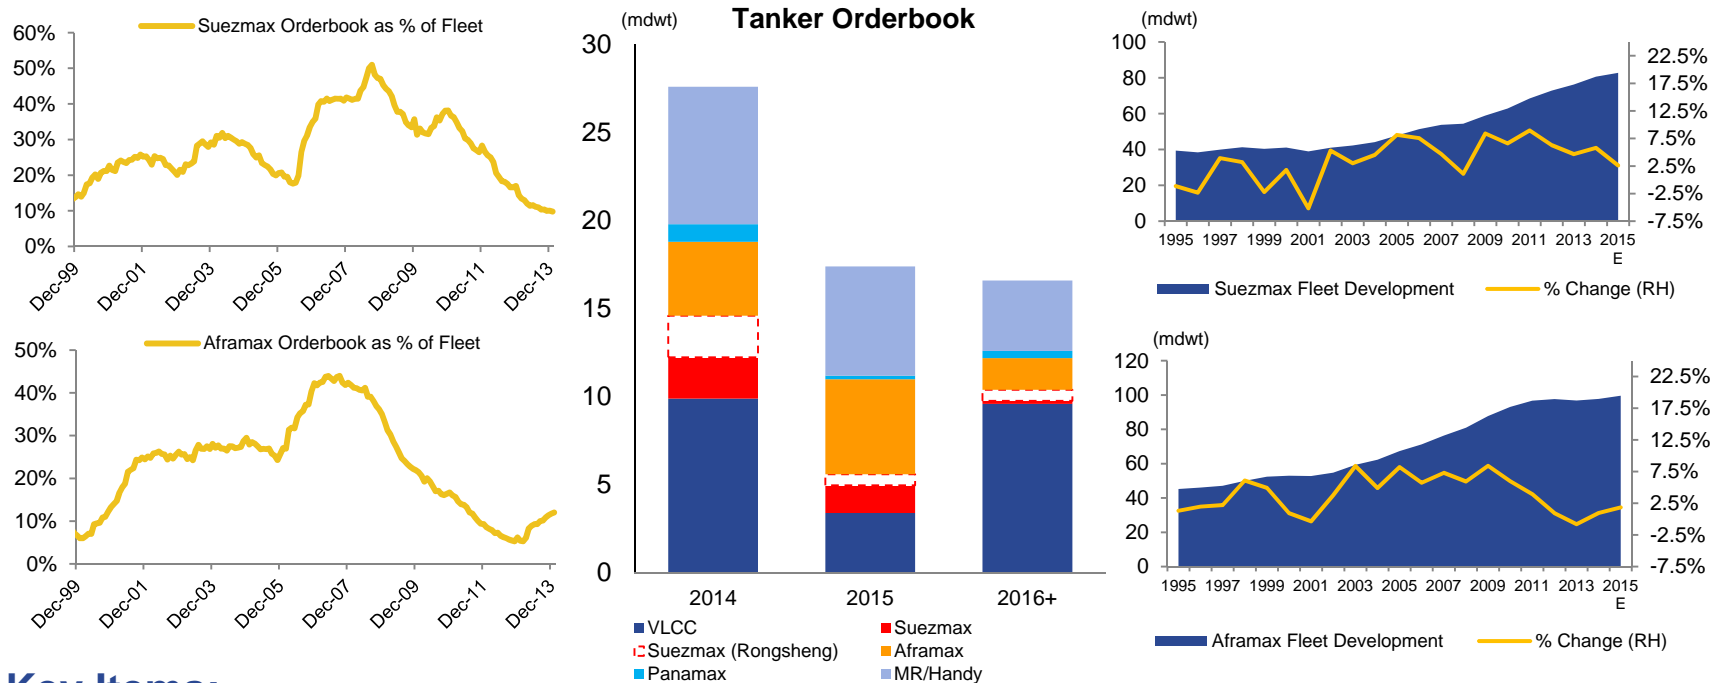 Suezmax Orderbook as % of Fleet
60%
50%
40%
30%
20%
10%
0%
Dec-99
Dec-01
Dec-03
Dec-05
Dec-07
Dec-09
Dec-11
Dec-13
Aframax Orderbook as % of Fleet
50%
40%
30%
20%
10%
0%
Dec-99
Dec-01
Dec-03
Dec-05
Dec-07
Dec-09
Dec-11
Dec-13
(mdwt)
Tanker Orderbook
30
25
20
15
10
5
0
2014 2015 2016+
VLCC Suezmax
Suezmax (Rongsheng) Aframax
Panamax MR/Handy
(mdwt)
100
80
60
40
20
0
22.5%
17.5%
12.5%
7.5%
2.5%
-2.5%
-7.5%
1995 1997 1999 2001 2003 2005 2007 2009 2011 2013 2015
E
Suezmax Fleet Development % Change (RH)
(mdwt)
120
100
80
60
40
20
0
22.5%
17.5%
12.5%
7.5%
2.5%
-2.5%
-7.5%
1995 1997 1999 2001 2003 2005 2007 2009 2011 2013 2015
E
Aframax Fleet Development % Change (RH)
Key Items: